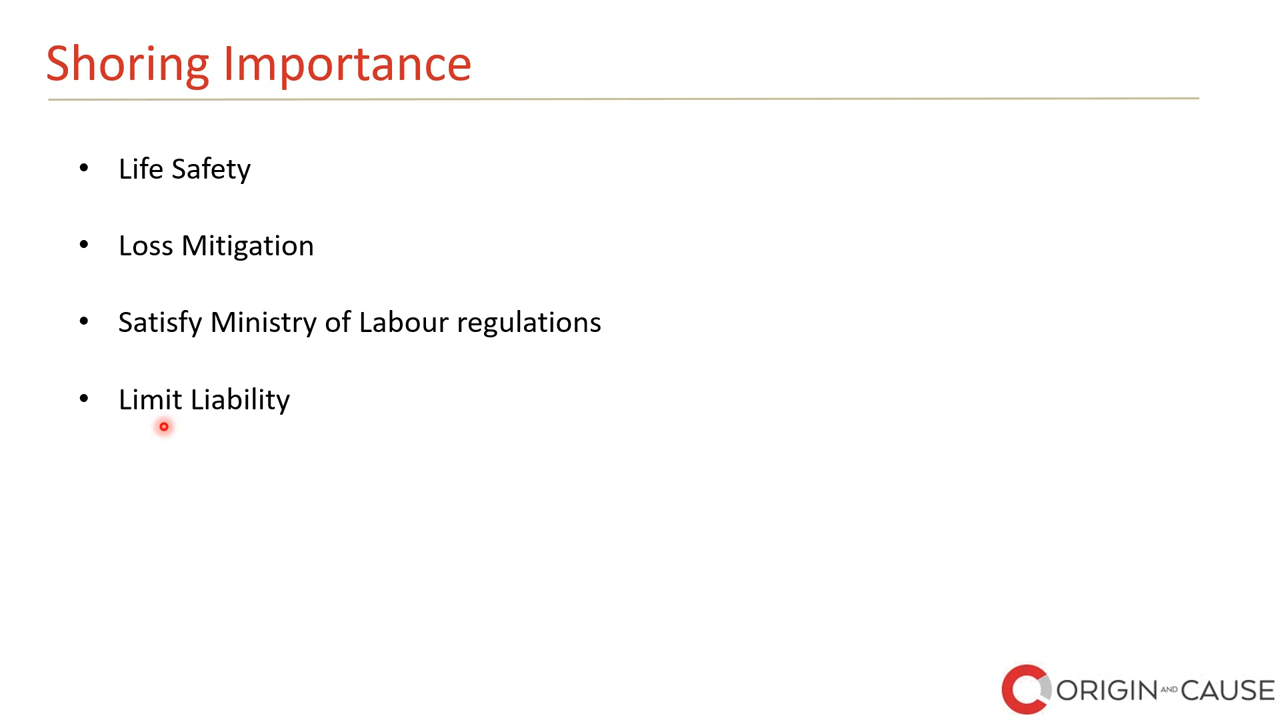 Shoring Importance
• Life Safety
• Loss Mitigation
• Satisfy Ministry of Labour regulations
• Limit Liability
ORIGIN AND CAUSE